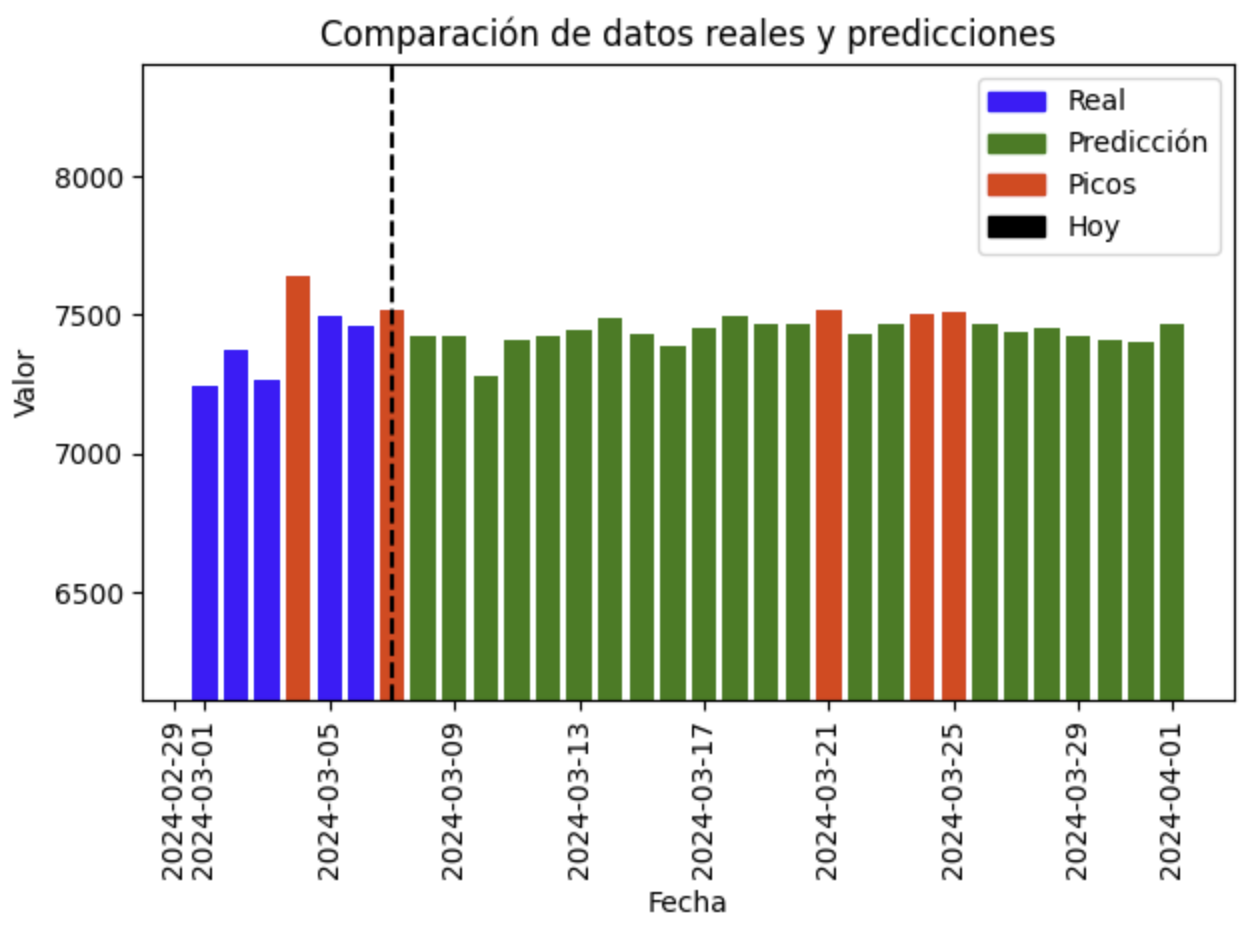 Comparación de datos reales y predicciones
Real
Predicción
Picos
Hoy
Valor
8000
7500
7000
6500
2024-02-29
2024-03-01
2024-03-05
2024-03-09
2024-03-13
2024-03-17
2024-03-21
2024-03-25
2024-03-29
2024-04-01
Fecha